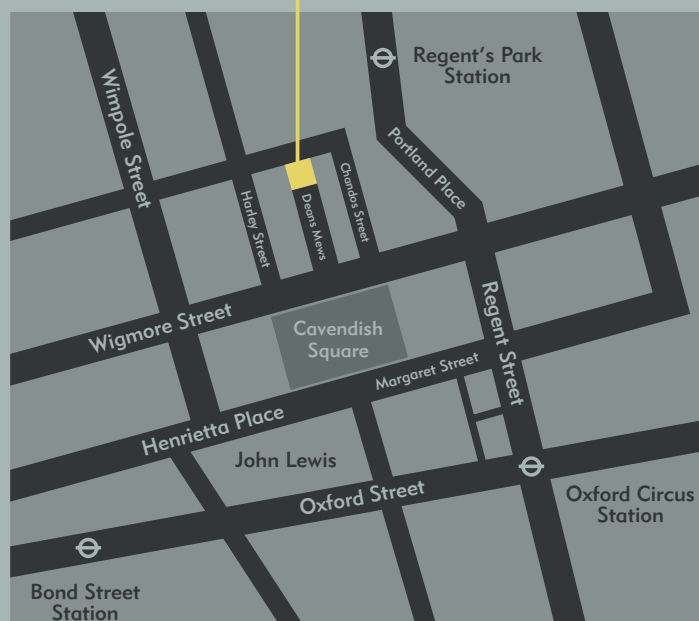 Regent's Park
Station
Wimpole Street
Portland Place
Chandos Street
Harley Street
Deans Mews
Wigmore Street
Regent Street
Cavendish
Square
Margaret Street
Henrietta Place
John Lewis
Oxford Street
Oxford Circus
Station
Bond Street
Station